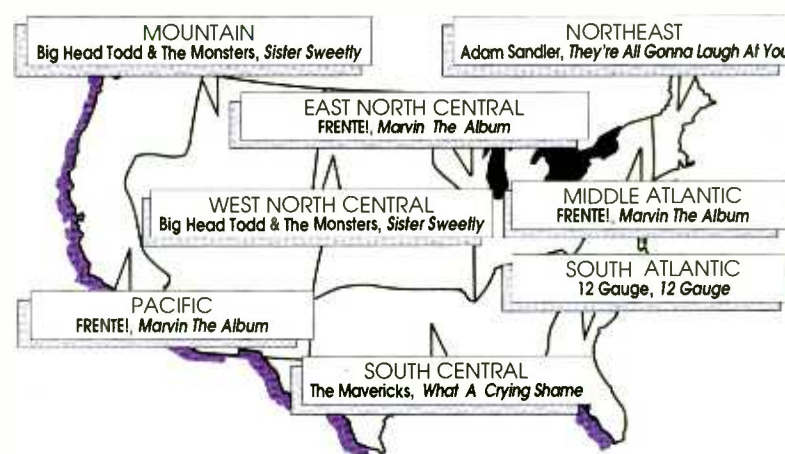 MOUNTAIN
Big Head Todd & The Monsters, Sister Sweetly
NORTHEAST
Adam Sandler, They're All Gonna Laugh At You
EAST NORTH CENTRAL
FRENTE!, Marvin The Album
WEST NORTH CENTRAL
Big Head Todd & The Monsters, Sister Sweetly
MIDDLE ATLANTIC
FRENTE!, Marvin The Album
SOUTH ATLANTIC
12 Gauge, 12 Gauge
PACIFIC
FRENTE!, Marvin The Album
SOUTH CENTRAL
The Mavericks, What A Crying Shame